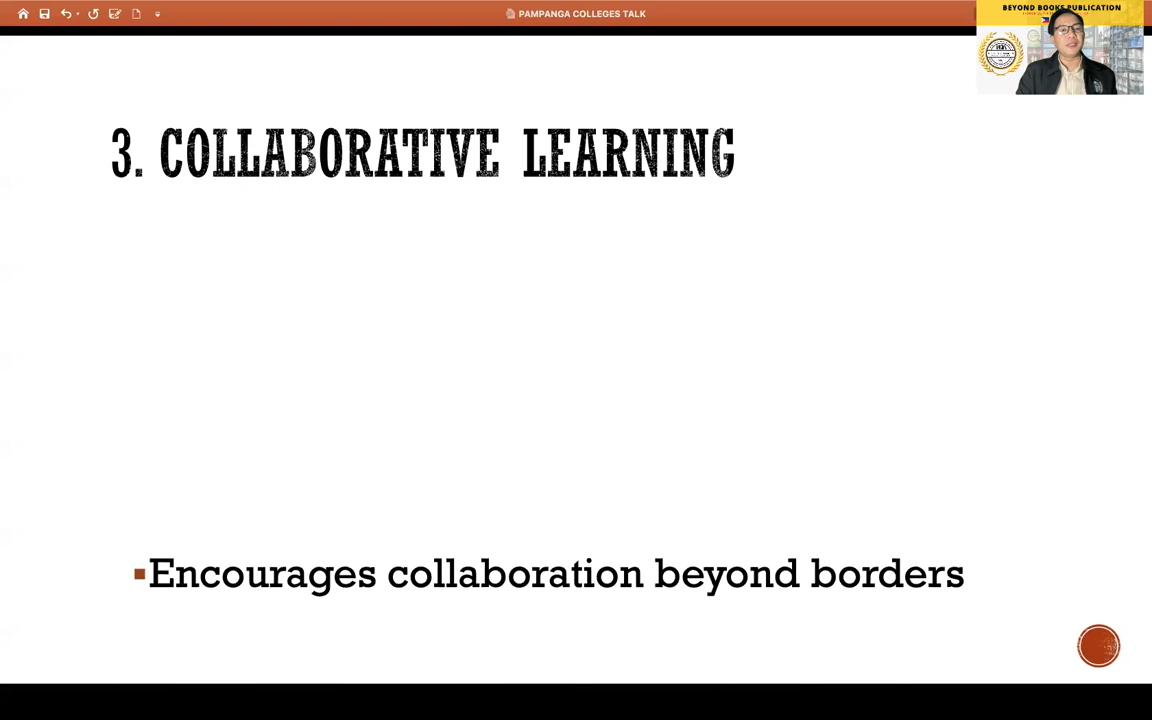 PAMPANGA COLLEGES TALK
BEYOND BOOKS PUBLICATION
3. COLLABORATIVE LEARNING
▪Encourages collaboration beyond borders